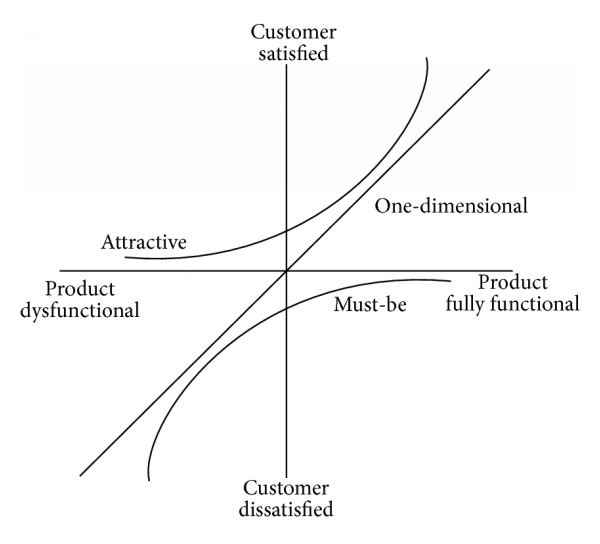 Customer
satisfied
One-dimensional
Attractive
Product
dysfunctional
Must-be
Product
fully functional
Customer
dissatisfied